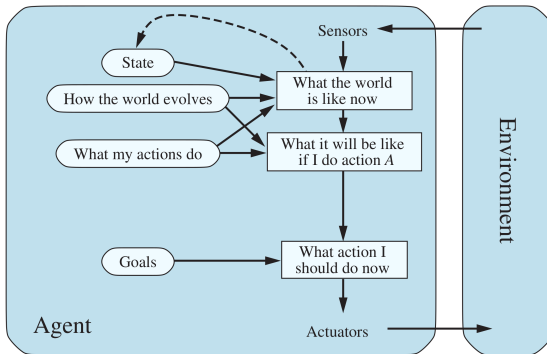 Sensors
State
What the world
is like now
How the world evolves
What it will be like
if I do action A
What my actions do
Goals
What action I
should do now
Agent
Actuators
Environment